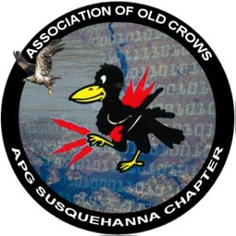 ASSOCIATION OF OLD CROWS
APG SUSQUEHANNA CHAPTER